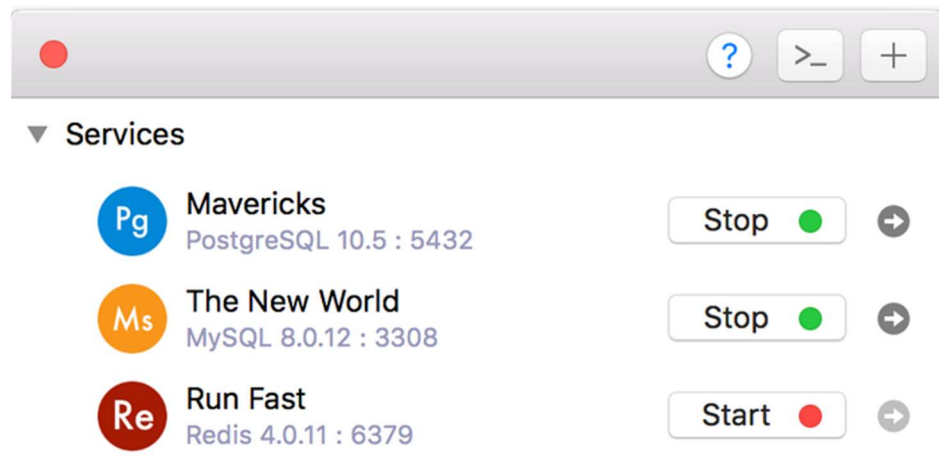 ?
>_
+
Services
Pg
Mavericks
PostgreSQL 10.5 : 5432
Stop
Ms
The New World
MySQL 8.0.12 : 3308
Stop
Re
Run Fast
Redis 4.0.11 : 6379
Start